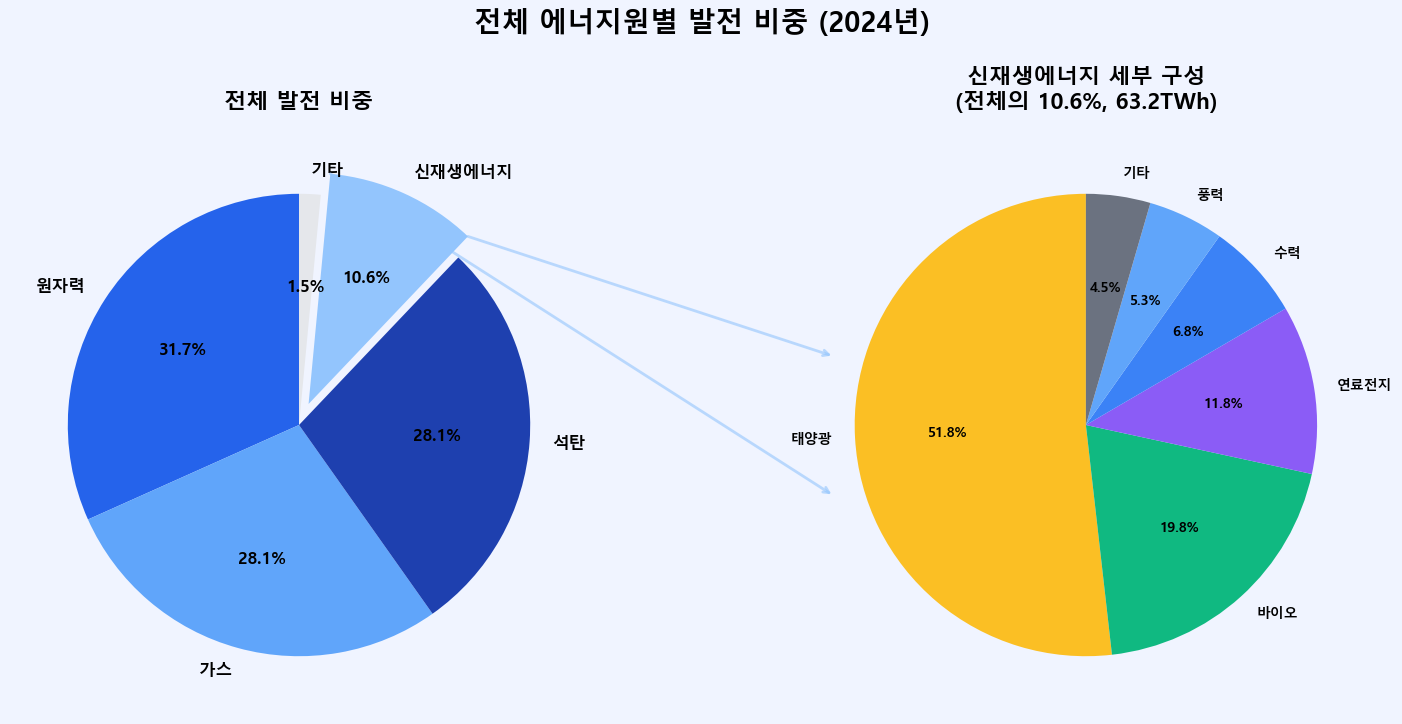 전체 에너지원별 발전 비중 (2024년)
전체 발전 비중
기타
신재생에너지
원자력
1.5%
10.6%
31.7%
28.1%
석탄
28.1%
가스
신재생에너지 세부 구성
(전체의 10.6%, 63.2TWh)
기타
풍력
수력
4.5%
5.3%
6.8%
연료전지
11.8%
태양광
51.8%
19.8%
바이오